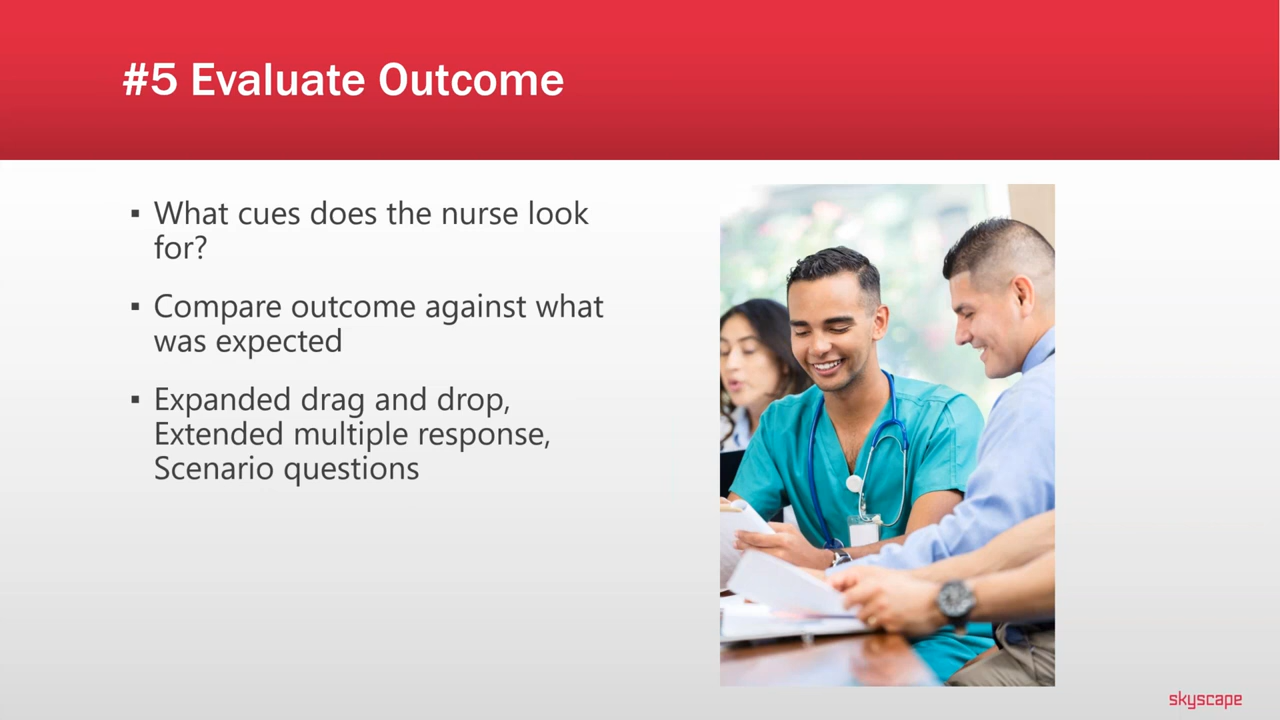 #5 Evaluate Outcome
▪ What cues does the nurse look
for?
▪ Compare outcome against what
was expected
▪ Expanded drag and drop,
Extended multiple response,
Scenario questions
skyscape